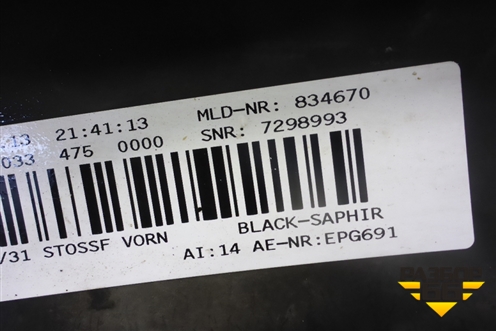 13 21:41:13 MLD-NR: 834670
033 475 0000 SNR: 7298993
/31 STOSSF VORN BLACK-SAPHIR
AI:14 AE-NR:EPG691